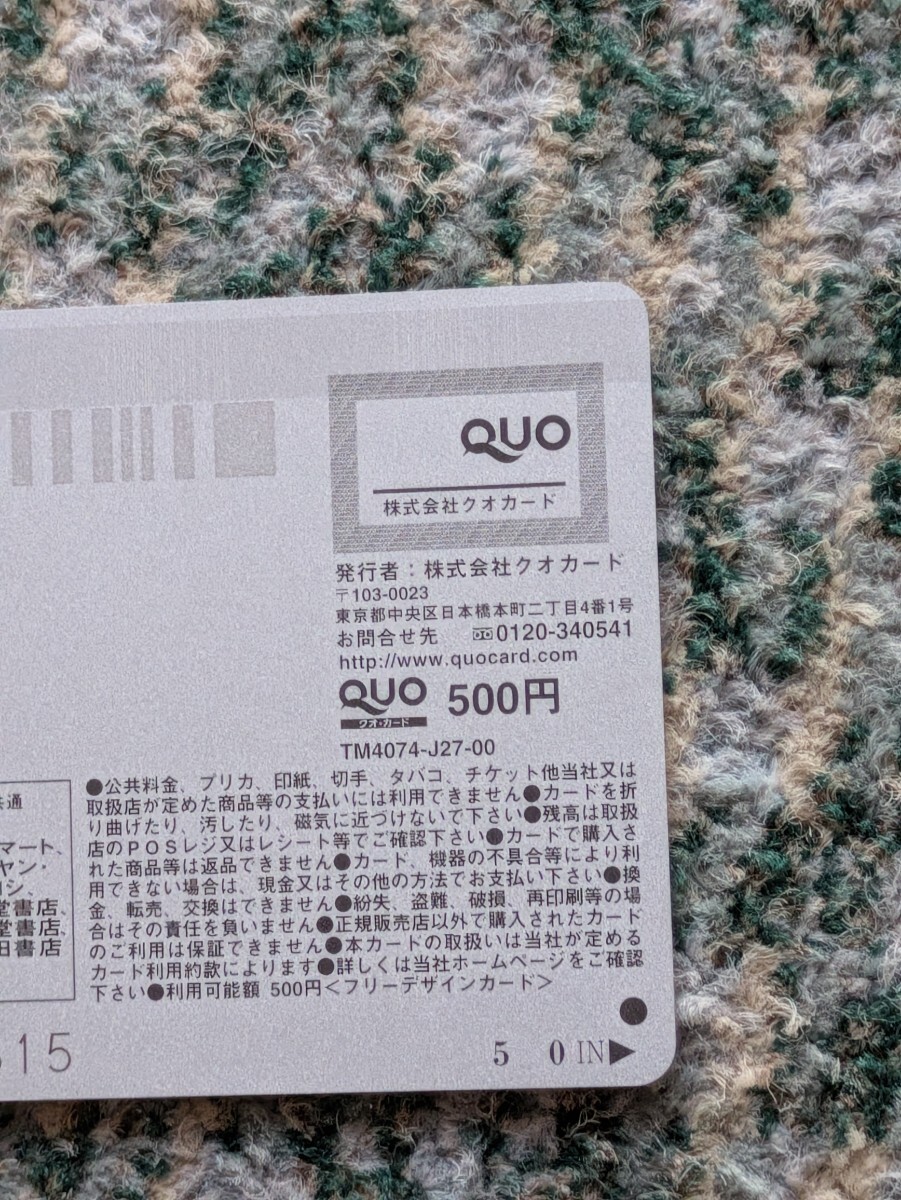 QUO
株式会社クオカード
発行者：株式会社クオカード
〒103-0023
東京都中央区日本橋本町二丁目4番1号
お問合せ先 0120-340541
http://www.quocard.com
QUO 500円
クオ・カード
TM4074-J27-00
●公共料金、プリカ、印紙、切手、タバコ、チケット他当社又は
取扱店が定めた商品等の支払いには利用できません●カードを折
り曲げたり、汚したり、磁気に近づけないで下さい●残高は取扱
店のPOSレジ又はレシート等でご確認下さい●カードで購入さ
れた商品等は返品できません●カード、機器の不具合等により利
用できない場合は、現金又はその他の方法でお支払い下さい●換
金、転売、交換はできません●紛失、盗難、破損、再印刷等の場
合はその責任を負いません●正規販売店以外で購入されたカード
のご利用は保証できません●本カードの取扱いは当社が定める
カード利用約款によります●詳しくは当社ホームページをご確認
下さい●利用可能額 500円＜フリーデザインカード＞
通
マート、
ヤン・
シ、
堂書店、
堂書店、
田書店
15
5 0 IN▶